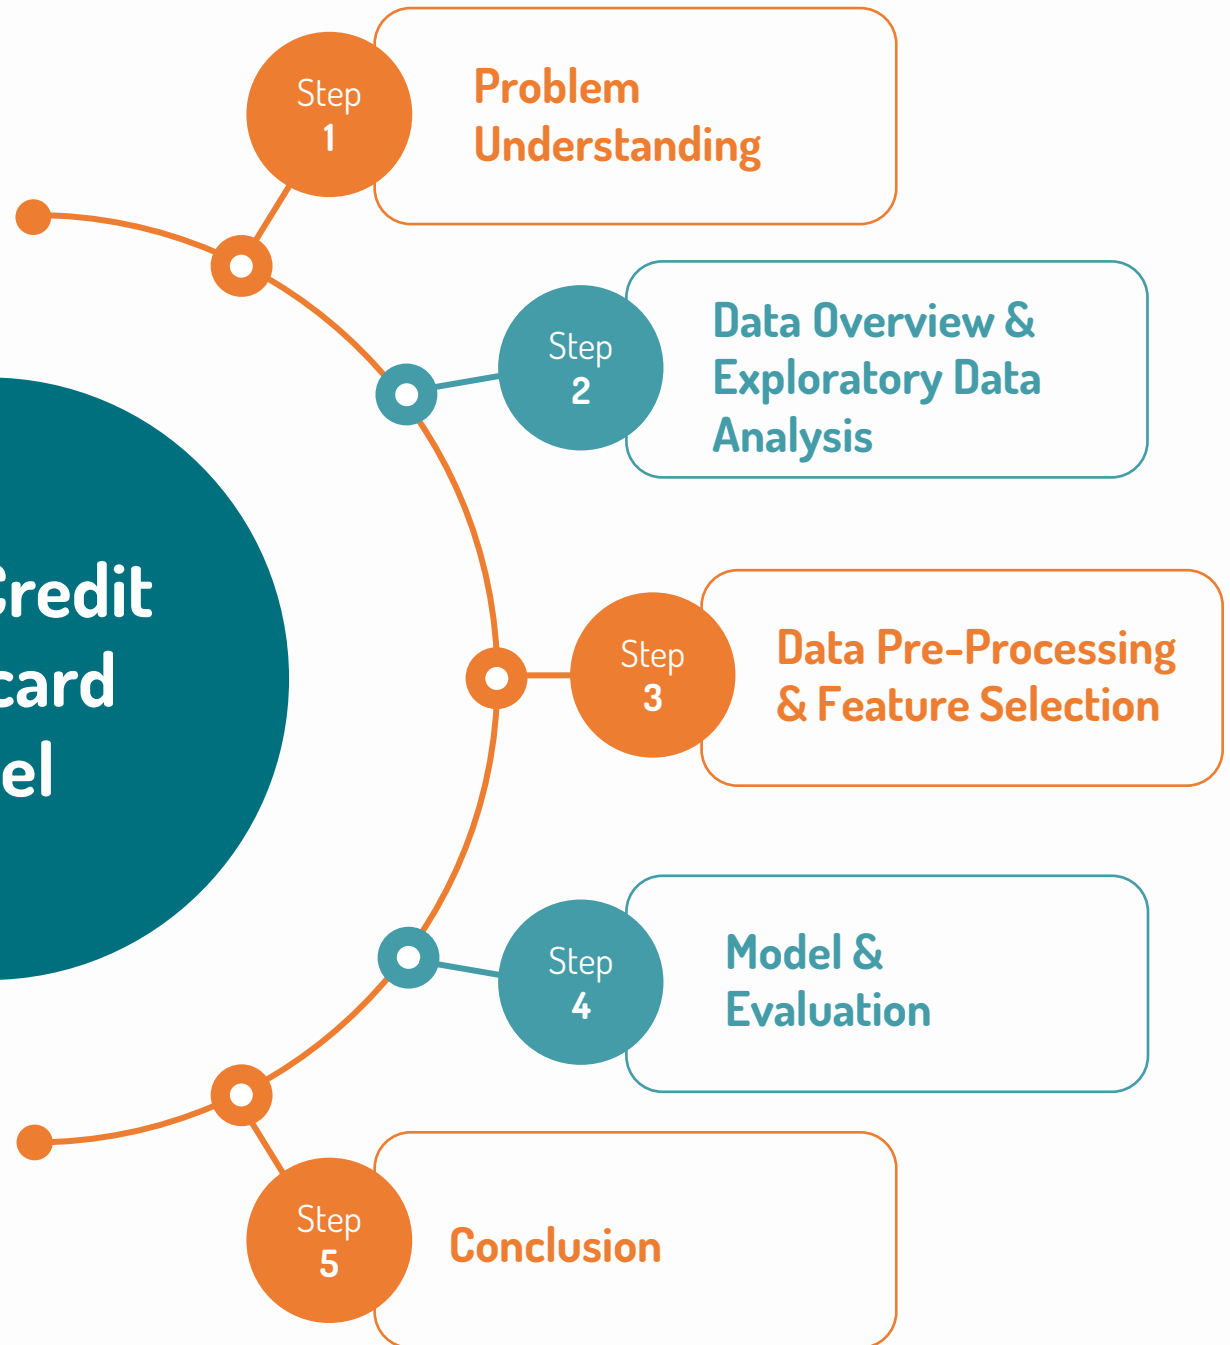 Step
1
Problem
Understanding
Step
2
Data Overview &
Exploratory Data
Analysis
Credit
card
el
Step
3
Data Pre-Processing
& Feature Selection
Step
4
Model &
Evaluation
Step
5
Conclusion